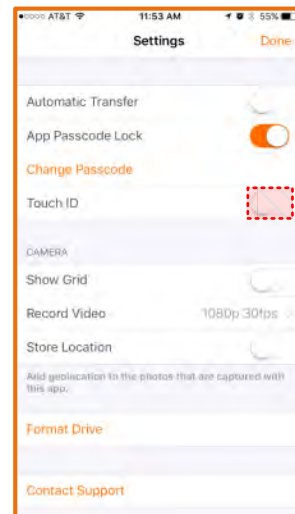 AT&T 11:53 AM 55%
Settings Done
Automatic Transfer
App Passcode Lock
Change Passcode
Touch ID
CAMERA
Show Grid
Record Video 1080p 30fps
Store Location
Add geolocation to the photos that are captured with
this app.
Format Drive
Contact Support